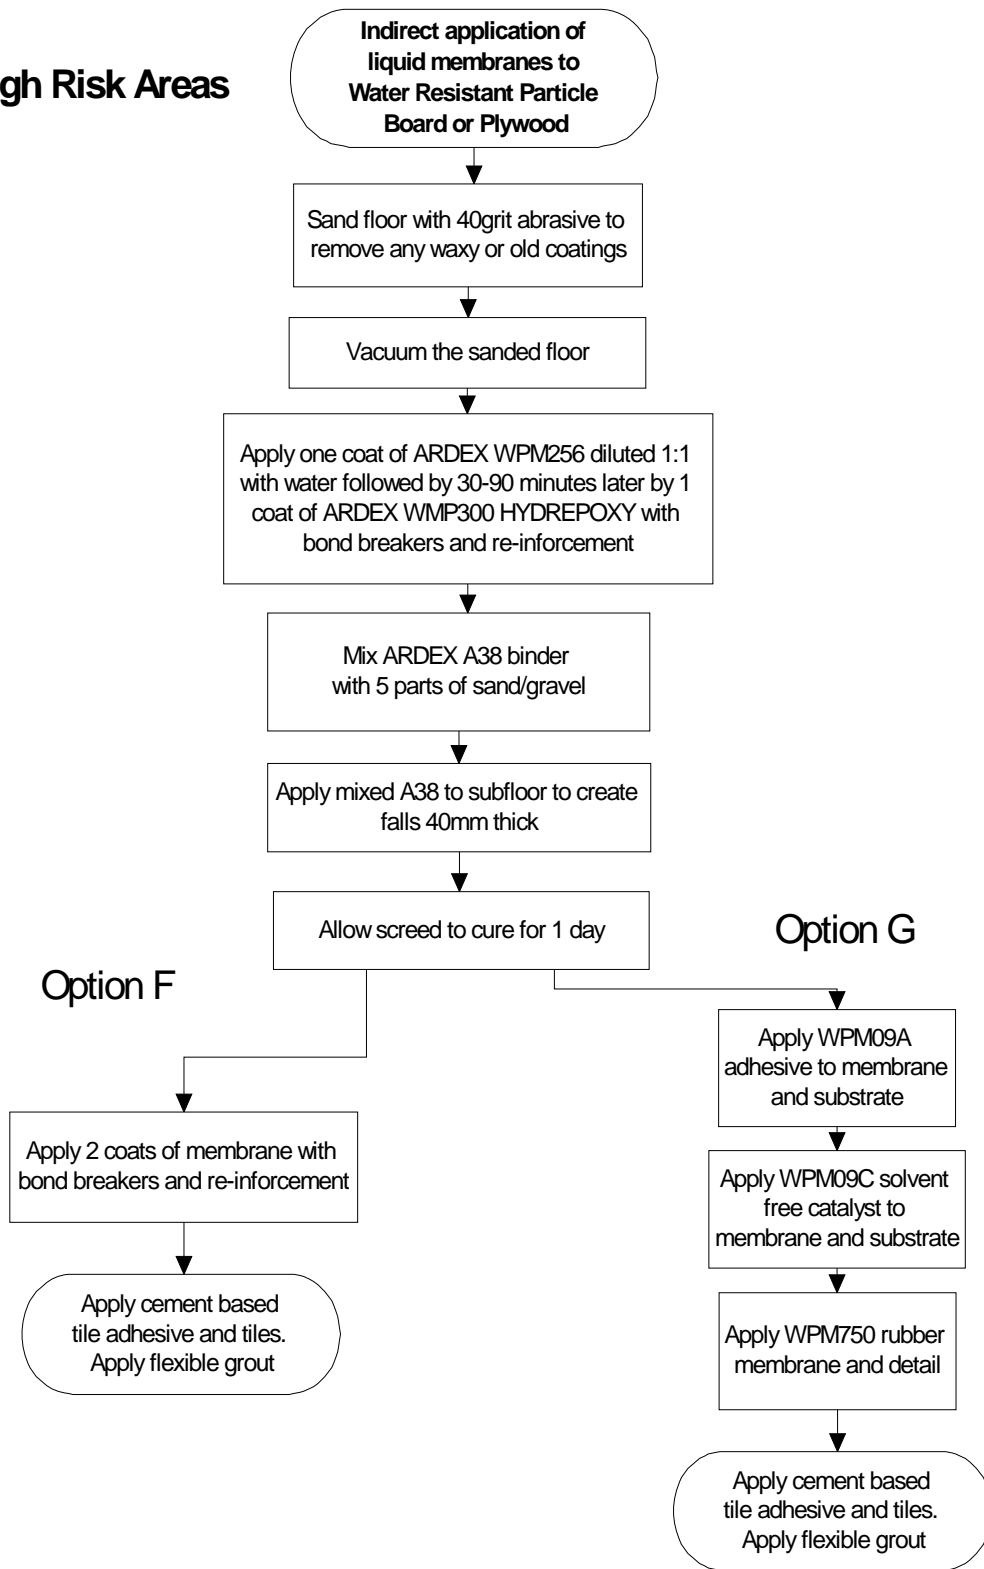 Indirect application of
liquid membranes to
Water Resistant Particle
Board or Plywood
gh Risk Areas
Sand floor with 40grit abrasive to
remove any waxy or old coatings
Vacuum the sanded floor
Apply one coat of ARDEX WPM256 diluted 1:1
with water followed by 30-90 minutes later by 1
coat of ARDEX WMP300 HYDREPOXY with
bond breakers and re-inforcement
Mix ARDEX A38 binder
with 5 parts of sand/gravel
Apply mixed A38 to subfloor to create
falls 40mm thick
Allow screed to cure for 1 day
Option F
Apply 2 coats of membrane with
bond breakers and re-inforcement
Apply cement based
tile adhesive and tiles.
Apply flexible grout
Option G
Apply WPM09A
adhesive to membrane
and substrate
Apply WPM09C solvent
free catalyst to
membrane and substrate
Apply WPM750 rubber
membrane and detail
Apply cement based
tile adhesive and tiles.
Apply flexible grout